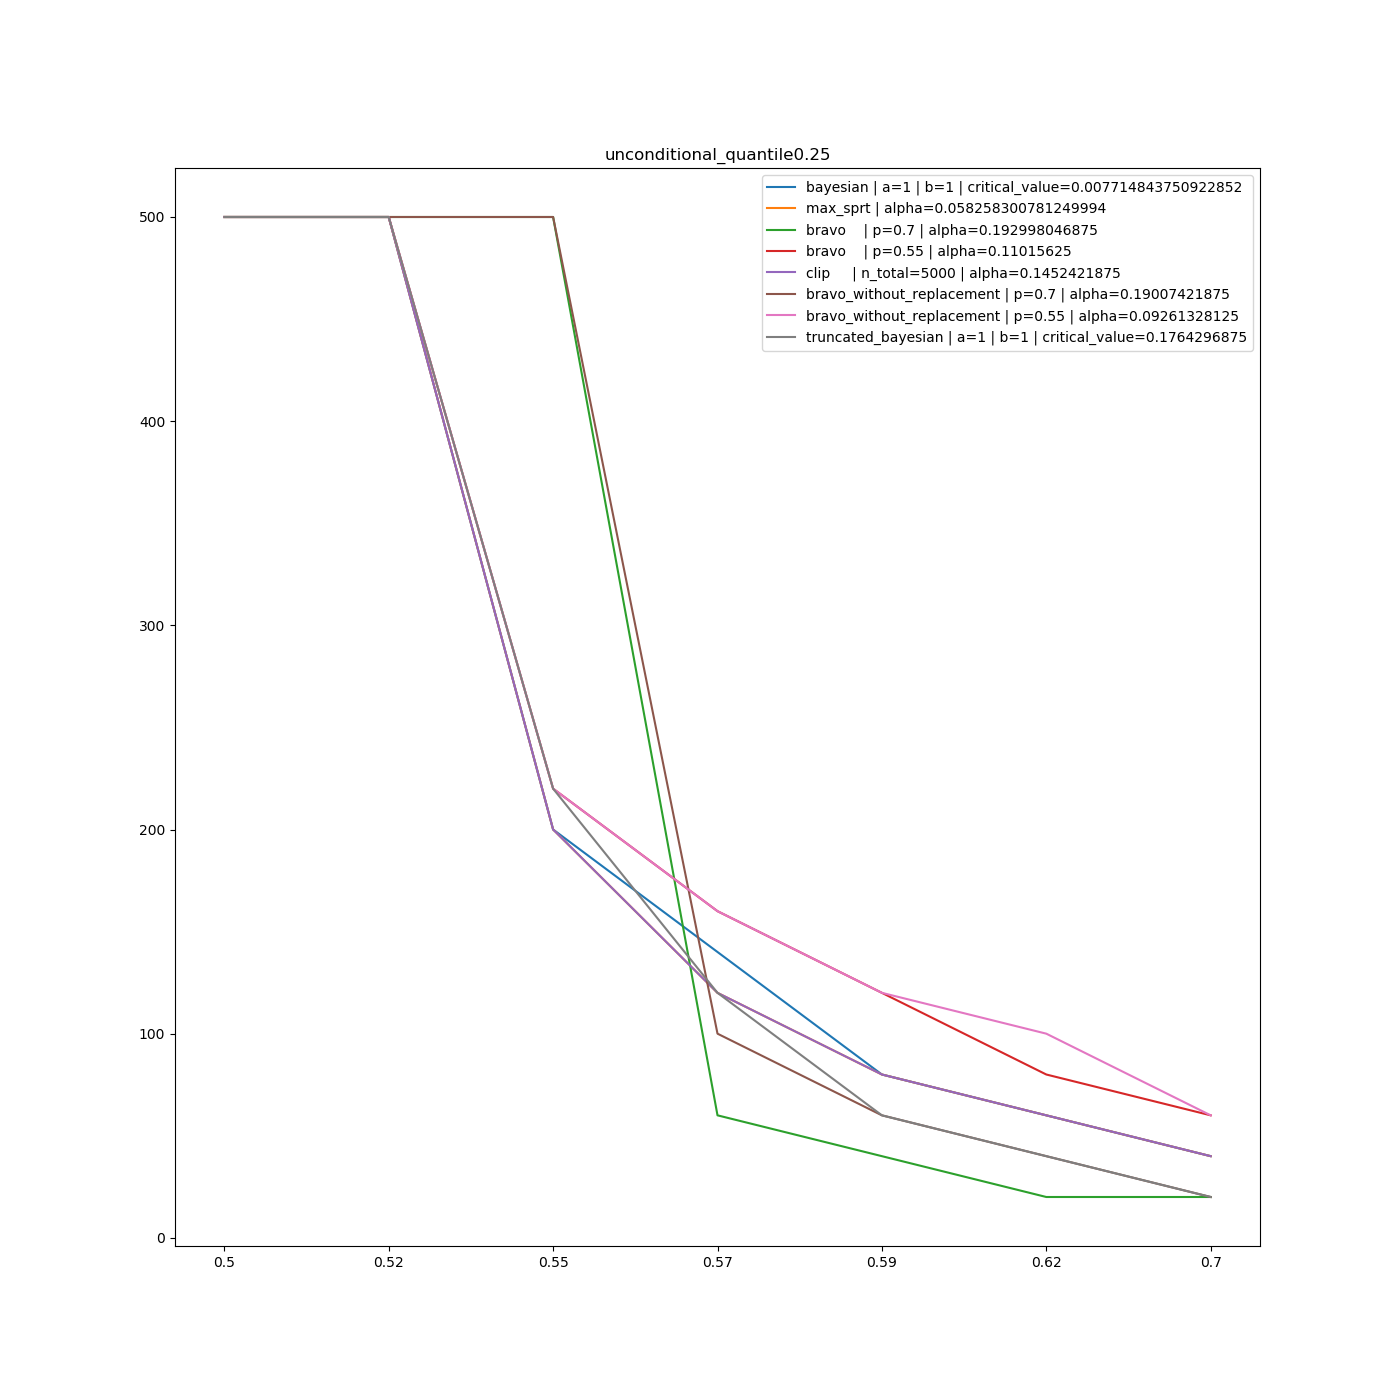 unconditional_quantile0.25
bayesian | a=1 | b=1 | critical_value=0.007714843750922852
max_sprt | alpha=0.058258300781249994
bravo    | p=0.7 | alpha=0.192998046875
bravo    | p=0.55 | alpha=0.11015625
clip     | n_total=5000 | alpha=0.1452421875
bravo_without_replacement | p=0.7 | alpha=0.19007421875
bravo_without_replacement | p=0.55 | alpha=0.09261328125
truncated_bayesian | a=1 | b=1 | critical_value=0.1764296875
500
400
300
200
100
0
0.5 0.52 0.55 0.57 0.59 0.62 0.7